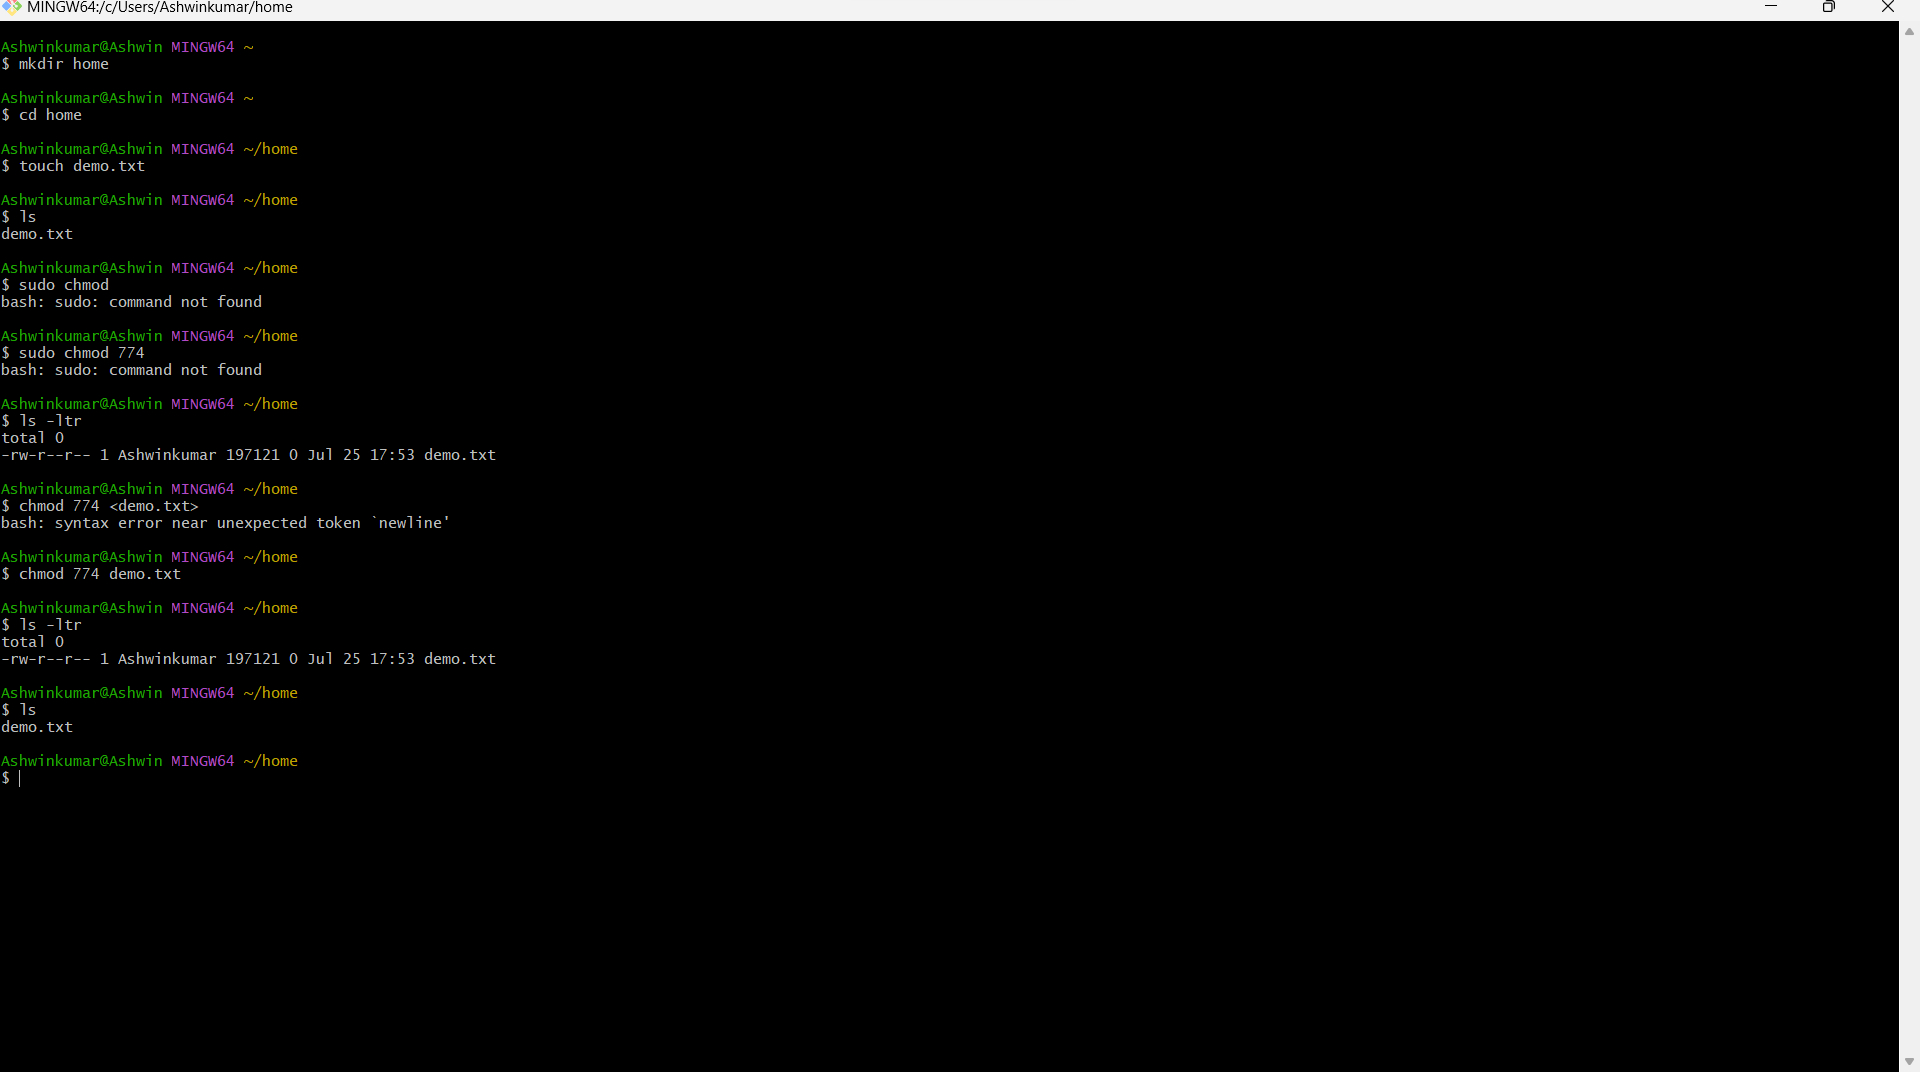 MINGW64:/c/Users/Ashwinkumar/home
Ashwinkumar@Ashwin MINGW64 ~
$ mkdir home
Ashwinkumar@Ashwin MINGW64 ~
$ cd home
Ashwinkumar@Ashwin MINGW64 ~/home
$ touch demo.txt
Ashwinkumar@Ashwin MINGW64 ~/home
$ ls
demo.txt
Ashwinkumar@Ashwin MINGW64 ~/home
$ sudo chmod
bash: sudo: command not found
Ashwinkumar@Ashwin MINGW64 ~/home
$ sudo chmod 774
bash: sudo: command not found
Ashwinkumar@Ashwin MINGW64 ~/home
$ ls -ltr
total 0
-rw-r--r-- 1 Ashwinkumar 197121 0 Jul 25 17:53 demo.txt
Ashwinkumar@Ashwin MINGW64 ~/home
$ chmod 774 <demo.txt>
bash: syntax error near unexpected token `newline'
Ashwinkumar@Ashwin MINGW64 ~/home
$ chmod 774 demo.txt
Ashwinkumar@Ashwin MINGW64 ~/home
$ ls -ltr
total 0
-rw-r--r-- 1 Ashwinkumar 197121 0 Jul 25 17:53 demo.txt
Ashwinkumar@Ashwin MINGW64 ~/home
$ ls
demo.txt
Ashwinkumar@Ashwin MINGW64 ~/home
$